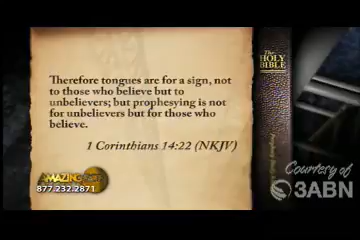 Therefore tongues are for a sign, not
to those who believe but to
unbelievers; but prophesying is not
for unbelievers but for those who
believe.
1 Corinthians 14:22 (NKJV)
The
HOLY
BIBLE
AMAZING
877.232.2871
Courtesy of
3ABN